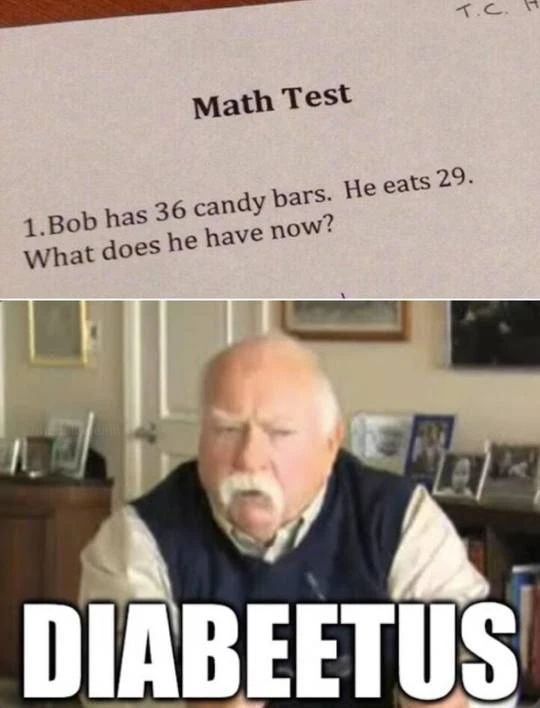 T.C.
Math Test
1.Bob has 36 candy bars.  He eats 29.
What does he have now?
DIABEETUS